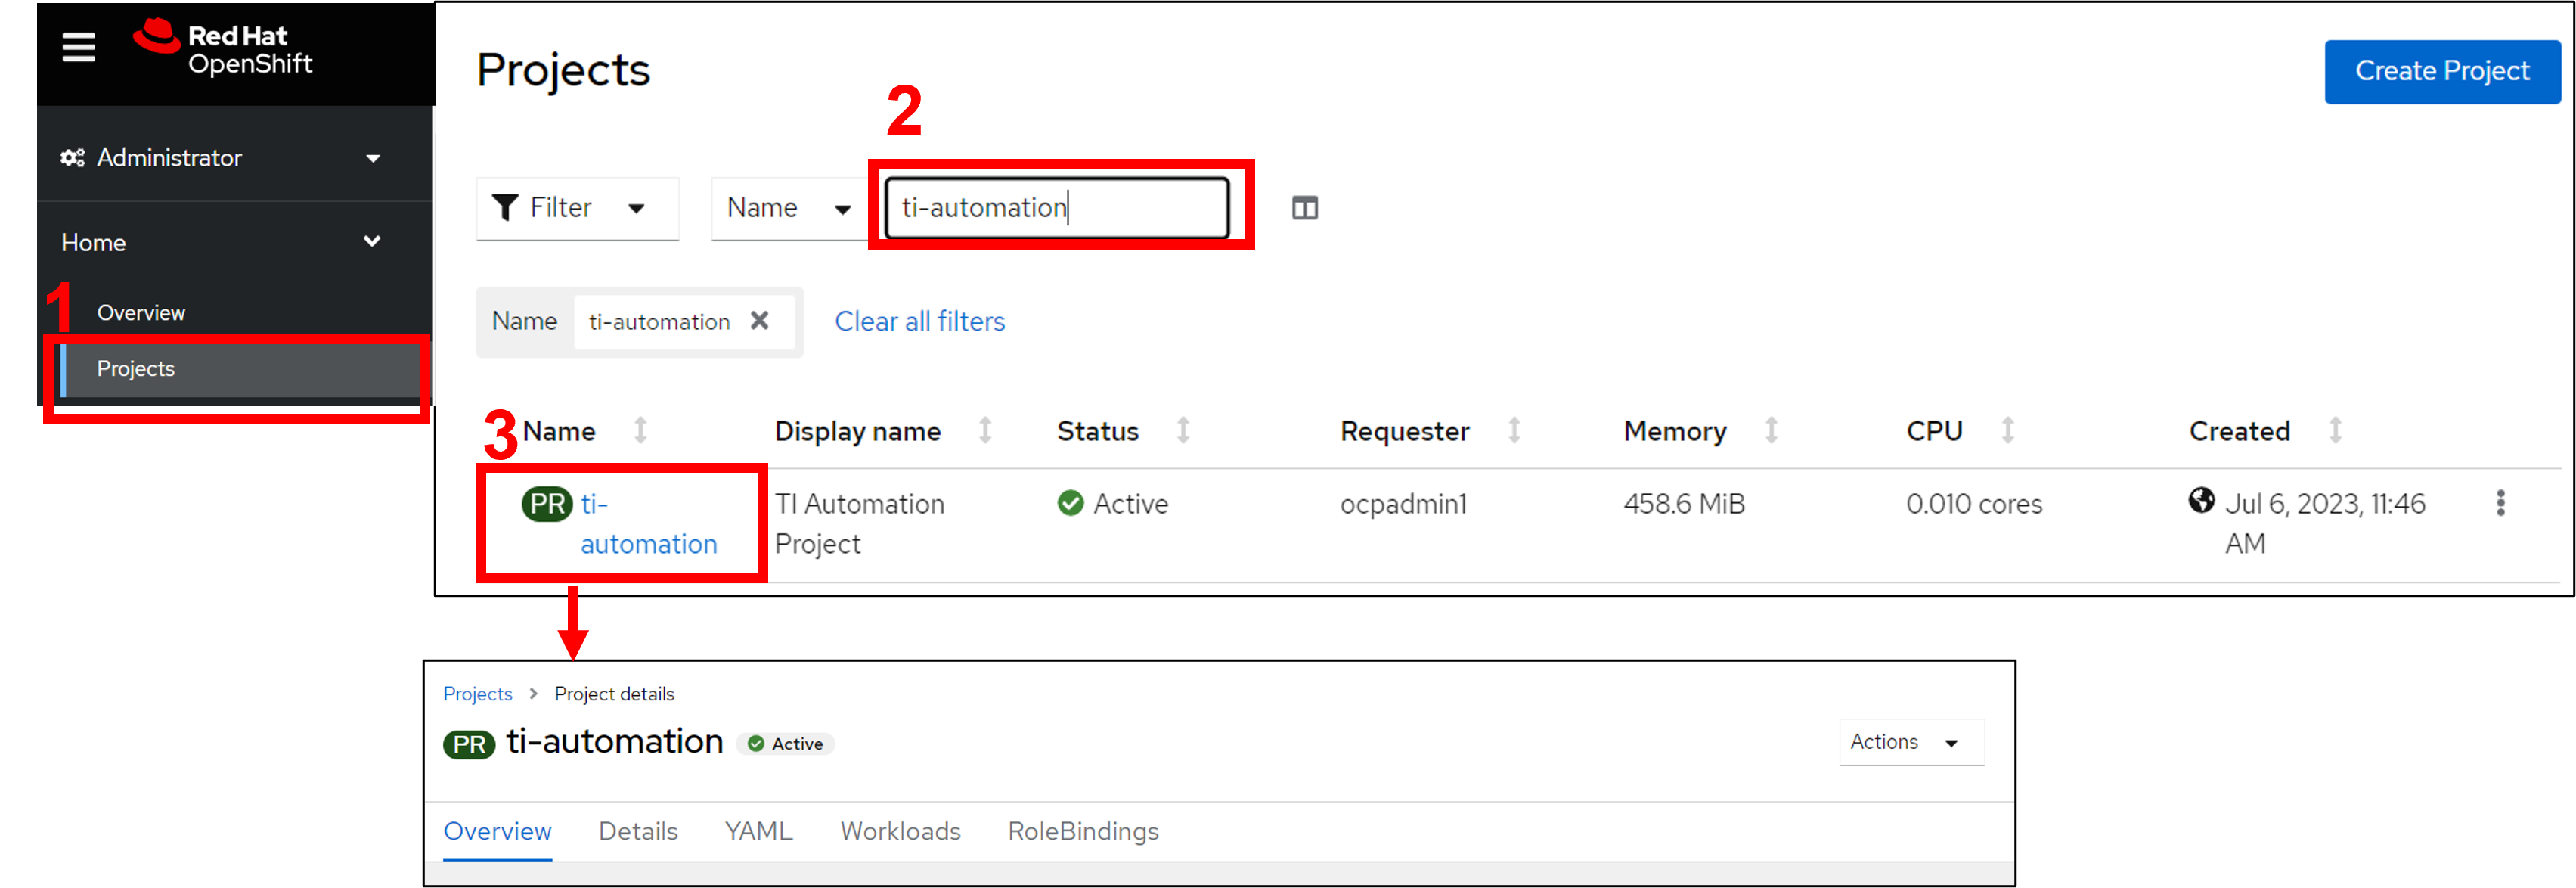 Red Hat
OpenShift
Administrator
Home
1
Overview
Projects
Projects
Create Project
2
Filter
Name
ti-automation
Name
ti-automation
Clear all filters
3
Name Display name Status Requester Memory CPU Created
PR ti- TI Automation Active ocpadmin1 458.6 MiB 0.010 cores Jul 6, 2023, 11:46
automation Project AM
Projects > Project details
PR ti-automation Active
Actions
Overview Details YAML Workloads RoleBindings